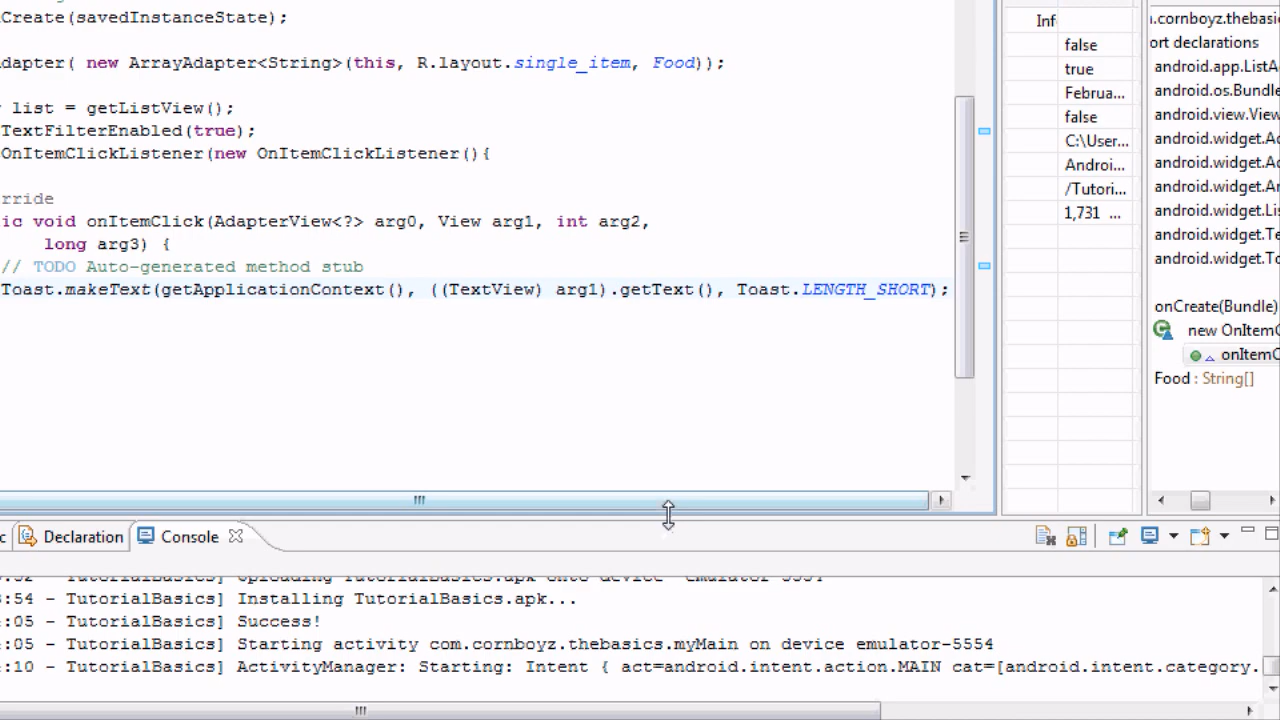 Create(savedInstanceState);
dapter( new ArrayAdapter<String>(this, R.layout.single_item, Food));
list = getListView();
TextFilterEnabled(true);
OnItemClickListener(new OnItemClickListener(){
rride
ic void onItemClick(AdapterView<?> arg0, View arg1, int arg2,
long arg3) {
// TODO Auto-generated method stub
Toast.makeText(getApplicationContext(), ((TextView) arg1).getText(), Toast.LENGTH_SHORT);
Inf
false
true
Februa...
false
C:\User...
Androi...
/Tutori...
1,731 ...
.cornboyz.thebasi
ort declarations
android.app.ListA
android.os.Bundle
android.view.View
android.widget.Ad
android.widget.Ad
android.widget.Ar
android.widget.Lis
android.widget.Te
android.widget.To
onCreate(Bundle)
new OnItemC
onItemC
Food : String[]
c Declaration Console
TutorialBasics] Uploading TutorialBasics.apk onto device
:54 - TutorialBasics] Installing TutorialBasics.apk...
:05 - TutorialBasics] Success!
:05 - TutorialBasics] Starting activity com.cornboyz.thebasics.myMain on device emulator-5554
:10 - TutorialBasics] ActivityManager: Starting: Intent { act=android.intent.action.MAIN cat=[android.intent.category.